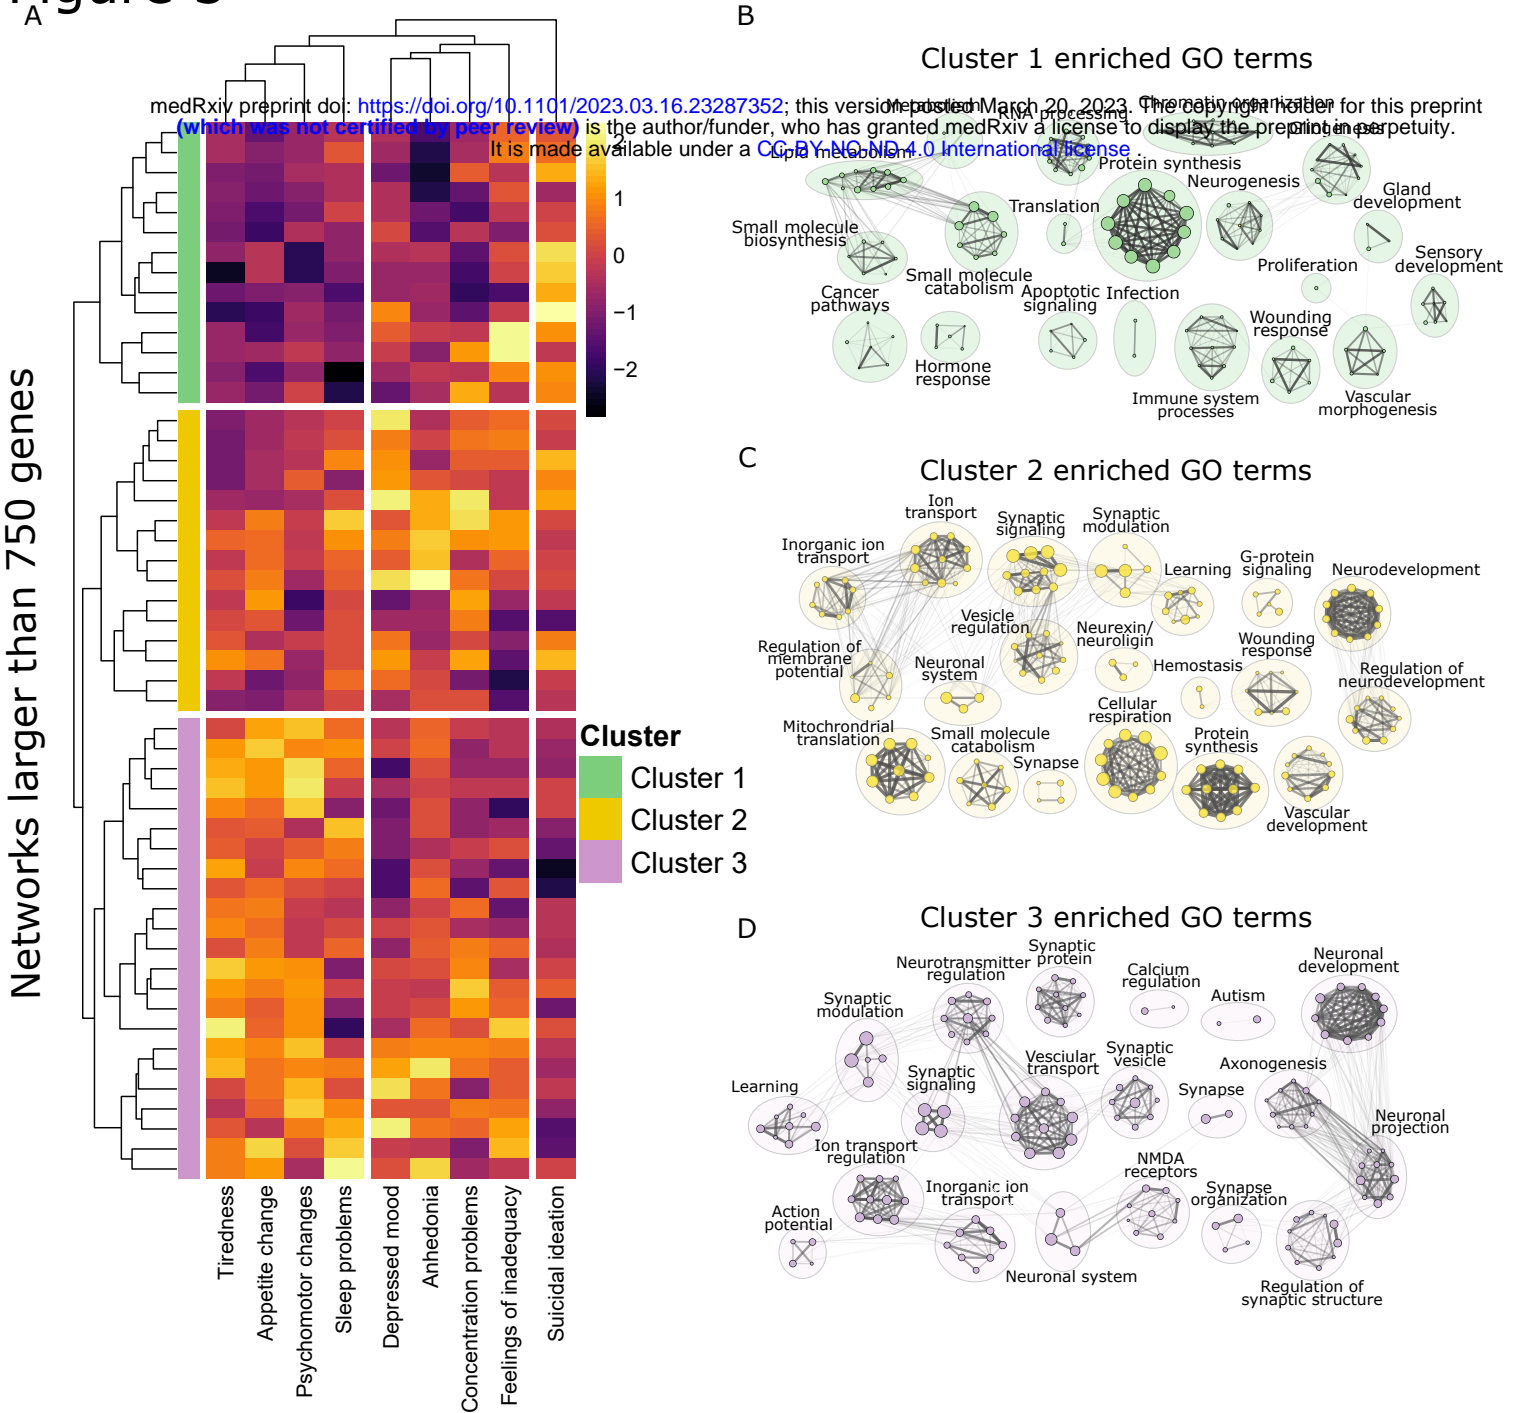 Figure 3
A
B
Cluster 1 enriched GO terms
medRxiv preprint doi: https://doi.org/10.1101/2023.03.16.23287352; this version posted March 20, 2023. The copyright holder for this preprint
(which was not certified by peer review) is the author/funder, who has granted medRxiv a license to display the preprint in perpetuity.
It is made available under a CC-BY-NC-ND 4.0 International license .
Metabolism
RNA processing
Chromatin organization
Gliogenesis
Lipid metabolism
Protein synthesis
Neurogenesis
Gland
development
Translation
Small molecule
biosynthesis
Sensory
development
Proliferation
Small molecule
catabolism
Cancer
pathways
Apoptotic
signaling
Infection
Wounding
response
Hormone
response
Immune system
processes
Vascular
morphogenesis
2
1
0
−1
−2
Networks larger than 750 genes
C
Cluster 2 enriched GO terms
Ion
transport
Synaptic
signaling
Synaptic
modulation
Inorganic ion
transport
Learning
G-protein
signaling
Neurodevelopment
Vesicle
regulation
Neurexin/
neuroligin
Wounding
response
Regulation of
membrane
potential
Neuronal
system
Hemostasis
Regulation of
neurodevelopment
Cellular
respiration
Mitochrondrial
translation
Small molecule
catabolism
Synapse
Protein
synthesis
Vascular
development
Cluster
Cluster 1
Cluster 2
Cluster 3
D
Cluster 3 enriched GO terms
Neurotransmitter
regulation
Synaptic
protein
Calcium
regulation
Autism
Neuronal
development
Synaptic
modulation
Synaptic
signaling
Vesciular
transport
Synaptic
vesicle
Axonogenesis
Learning
Synapse
Neuronal
projection
Ion transport
regulation
NMDA
receptors
Inorganic ion
transport
Synapse
organization
Action
potential
Neuronal system
Regulation of
synaptic structure
Tiredness
Appetite change
Psychomotor changes
Sleep problems
Depressed mood
Anhedonia
Concentration problems
Feelings of inadequacy
Suicidal ideation